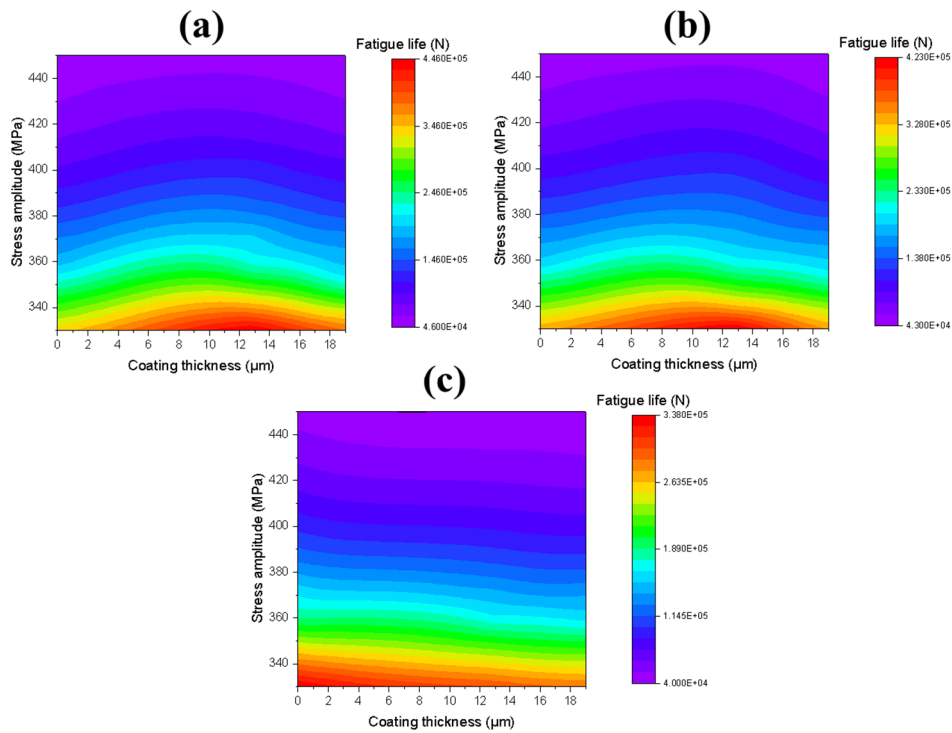 (a)
Fatigue life (N)
4.460E+05
3.460E+05
2.460E+05
1.460E+05
4.600E+04
Stress amplitude (MPa)
440
420
400
380
360
340
0 2 4 6 8 10 12 14 16 18
Coating thickness (µm)
(b)
Fatigue life (N)
4.230E+05
3.280E+05
2.330E+05
1.380E+05
4.300E+04
Stress amplitude (MPa)
440
420
400
380
360
340
0 2 4 6 8 10 12 14 16 18
Coating thickness (µm)
(c)
Fatigue life (N)
3.380E+05
2.635E+05
1.890E+05
1.145E+05
4.000E+04
Stress amplitude (MPa)
440
420
400
380
360
340
0 2 4 6 8 10 12 14 16 18
Coating thickness (µm)